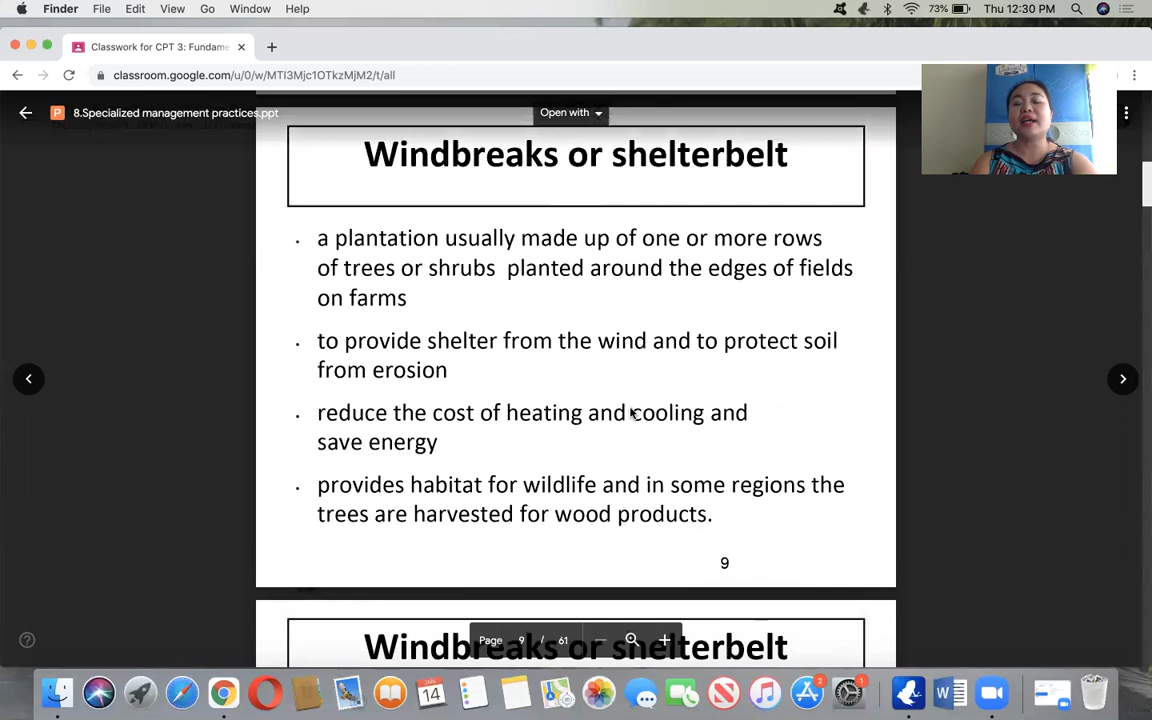 Finder File Edit View Go Window Help 73% Thu 12:30 PM
Classwork for CPT 3: Fundame
classroom.google.com/u/0/w/MTI3Mjc1OTkzMjM2/t/all
P 8.Specialized management practices.ppt Open with
Windbreaks or shelterbelt
• a plantation usually made up of one or more rows
of trees or shrubs planted around the edges of fields
on farms
• to provide shelter from the wind and to protect soil
from erosion
• reduce the cost of heating and cooling and
save energy
• provides habitat for wildlife and in some regions the
trees are harvested for wood products.
9
Windbreaks or shelterbelt
Page 9 / 61
JAN
14
2
1
W